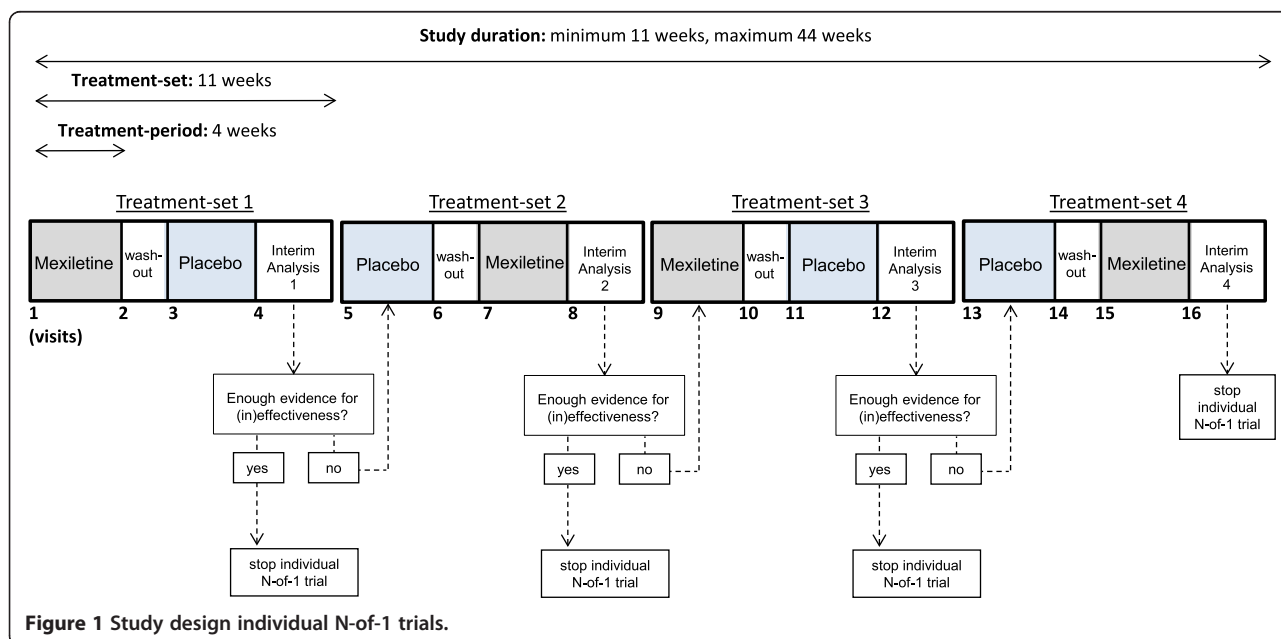 Study duration: minimum 11 weeks, maximum 44 weeks
Treatment-set: 11 weeks
Treatment-period: 4 weeks
Treatment-set 1
Treatment-set 2
Treatment-set 3
Treatment-set 4
Mexiletine
wash-
out
Placebo
Interim
Analysis
1
Placebo
wash-
out
Mexiletine
Interim
Analysis
2
Mexiletine
wash-
out
Placebo
Interim
Analysis
3
Placebo
wash-
out
Mexiletine
Interim
Analysis
4
1 2 3 4 5 6 7 8 9 10 11 12 13 14 15 16
(visits)
Enough evidence for
(in)effectiveness?
Enough evidence for
(in)effectiveness?
Enough evidence for
(in)effectiveness?
stop
individual
N-of-1 trial
yes
no
yes
no
yes
no
stop individual
N-of-1 trial
stop individual
N-of-1 trial
stop individual
N-of-1 trial
Figure 1 Study design individual N-of-1 trials.